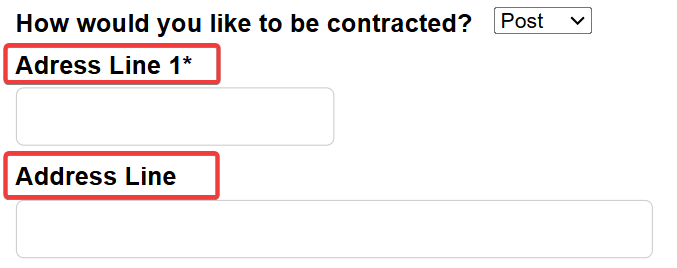 How would you like to be contracted? Post
Adress Line 1*
Address Line